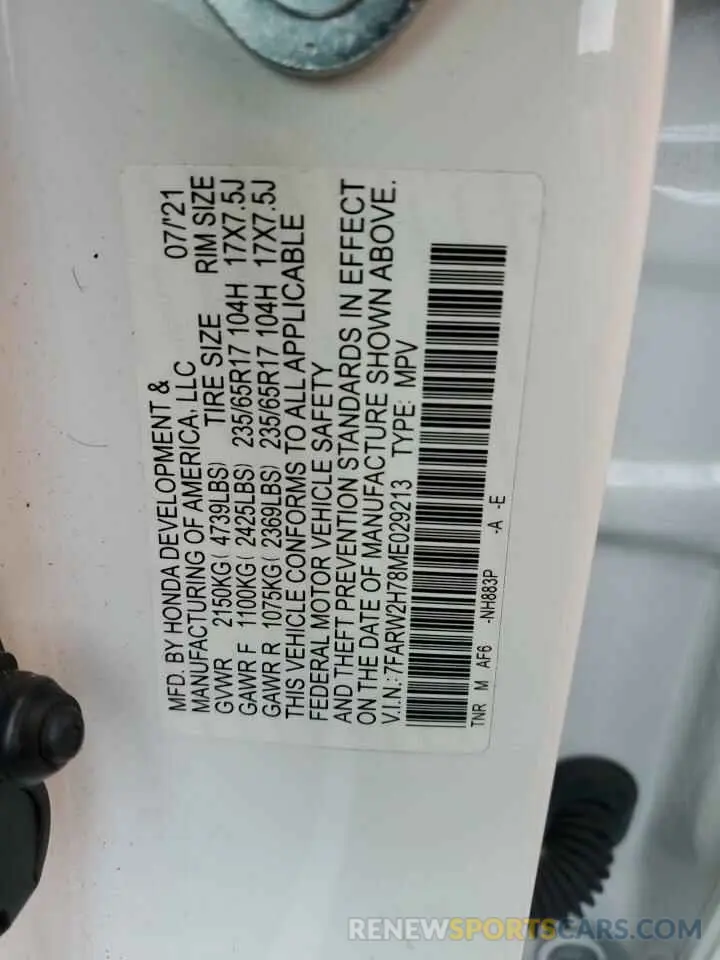 MFD. BY HONDA DEVELOPMENT & 07/'21
MANUFACTURING OF AMERICA, LLC
GVWR 2150KG( 4739LBS) TIRE SIZE RIM SIZE
GAWR F 1100KG( 2425LBS) 235/65R17 104H 17X7.5J
GAWR R 1075KG( 2369LBS) 235/65R17 104H 17X7.5J
THIS VEHICLE CONFORMS TO ALL APPLICABLE
FEDERAL MOTOR VEHICLE SAFETY
AND THEFT PREVENTION STANDARDS IN EFFECT
ON THE DATE OF MANUFACTURE SHOWN ABOVE.
V.I.N.: 7FARW2H78ME029213 TYPE: MPV
TNR M AF6 -NH883P -A -E
RENEWSPORTSCARS.COM